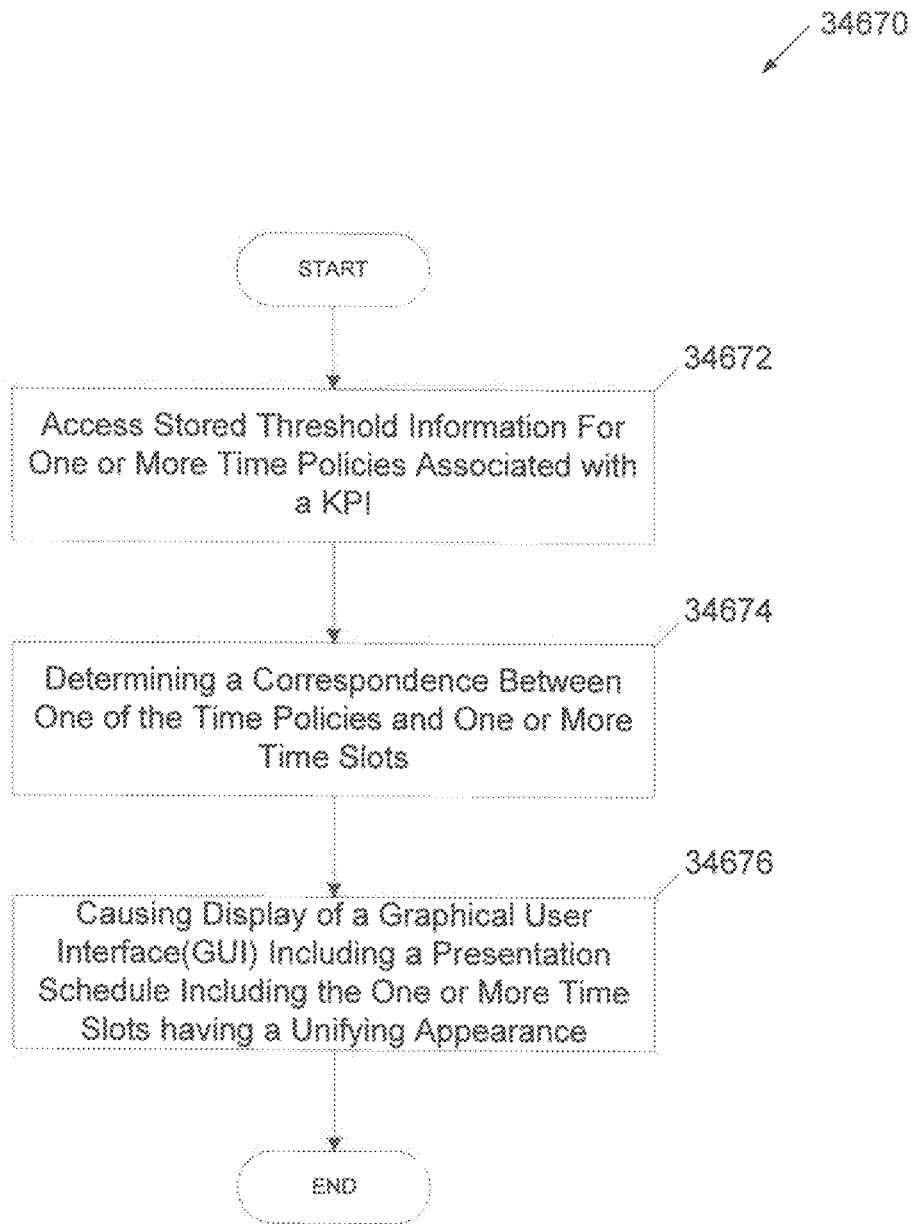 34670
START
34672
Access Stored Threshold Information For
One or More Time Policies Associated with
a KPI
34674
Determining a Correspondence Between
One of the Time Policies and One or More
Time Slots
34676
Causing Display of a Graphical User
Interface(GUI) Including a Presentation
Schedule Including the One or More Time
Slots having a Unifying Appearance
END